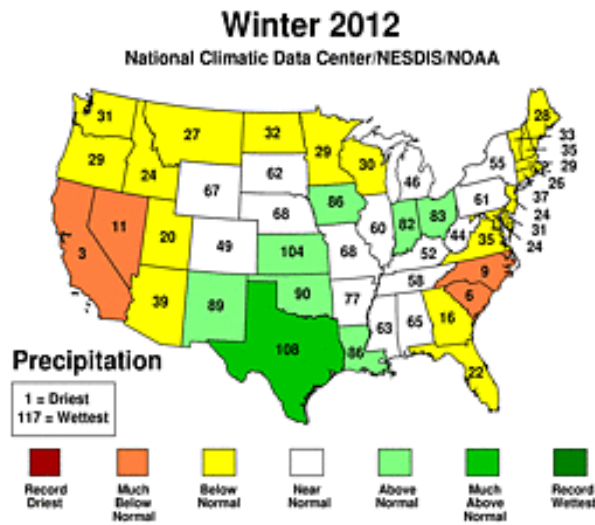 Winter 2012
National Climatic Data Center/NESDIS/NOAA
31
27
32
29
30
28
33
35
29
26
37
24
31
24
29
24
67
62
86
46
55
61
3
11
20
49
68
104
68
60
82
83
44
52
35
39
89
90
77
58
9
6
108
86
63
65
16
22
Precipitation
1 = Driest
117 = Wettest
Record
Driest
Much
Below
Normal
Below
Normal
Near
Normal
Above
Normal
Much
Above
Normal
Record
Wettest